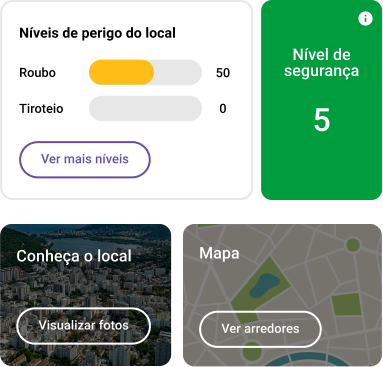 Níveis de perigo do local
Roubo 50
Tiroteio 0
Ver mais níveis
i
Nível de
segurança
5
Conheça o local
Visualizar fotos
Mapa
Ver arredores